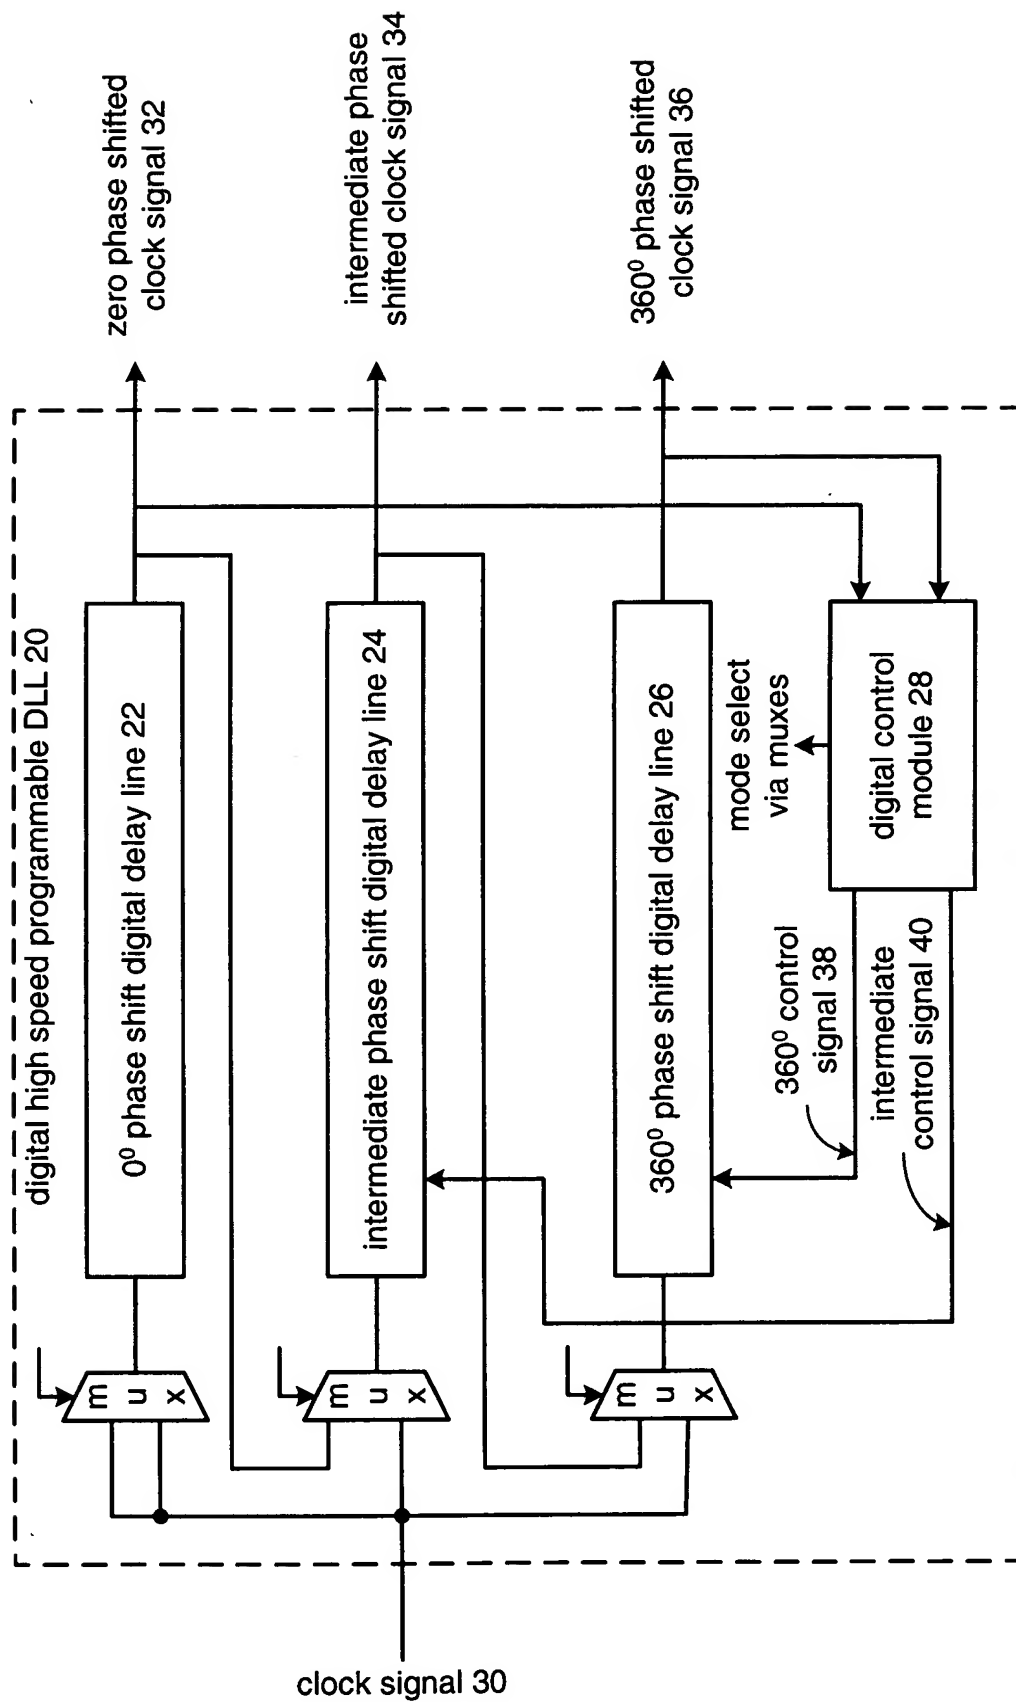 digital high speed programmable DLL 20
zero phase shifted
clock signal 32
0⁰ phase shift digital delay line 22
m
u
x
intermediate phase
shifted clock signal 34
intermediate phase shift digital delay line 24
m
u
x
360⁰ phase shifted
clock signal 36
360⁰ phase shift digital delay line 26
m
u
x
mode select
via muxes
digital control
module 28
360⁰ control
signal 38
intermediate
control signal 40
clock signal 30